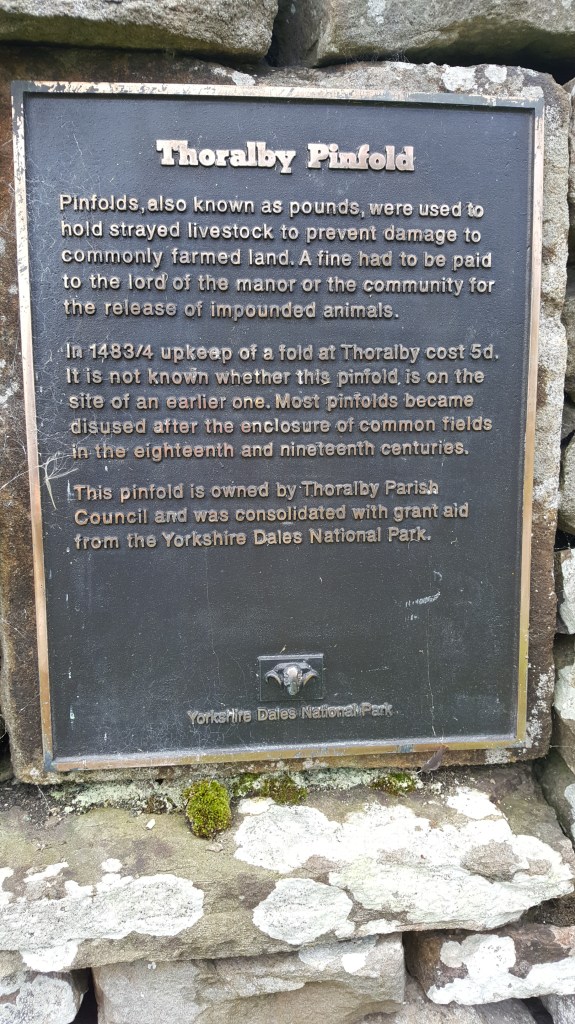 Thoralby Pinfold
Pinfolds, also known as pounds, were used to
hold strayed livestock to prevent damage to
commonly farmed land. A fine had to be paid
to the lord of the manor or the community for
the release of impounded animals.
In 1483/4 upkeep of a fold at Thoralby cost 5d.
It is not known whether this pinfold is on the
site of an earlier one. Most pinfolds became
disused after the enclosure of common fields
in the eighteenth and nineteenth centuries.
This pinfold is owned by Thoralby Parish
Council and was consolidated with grant aid
from the Yorkshire Dales National Park.
Yorkshire Dales National Park